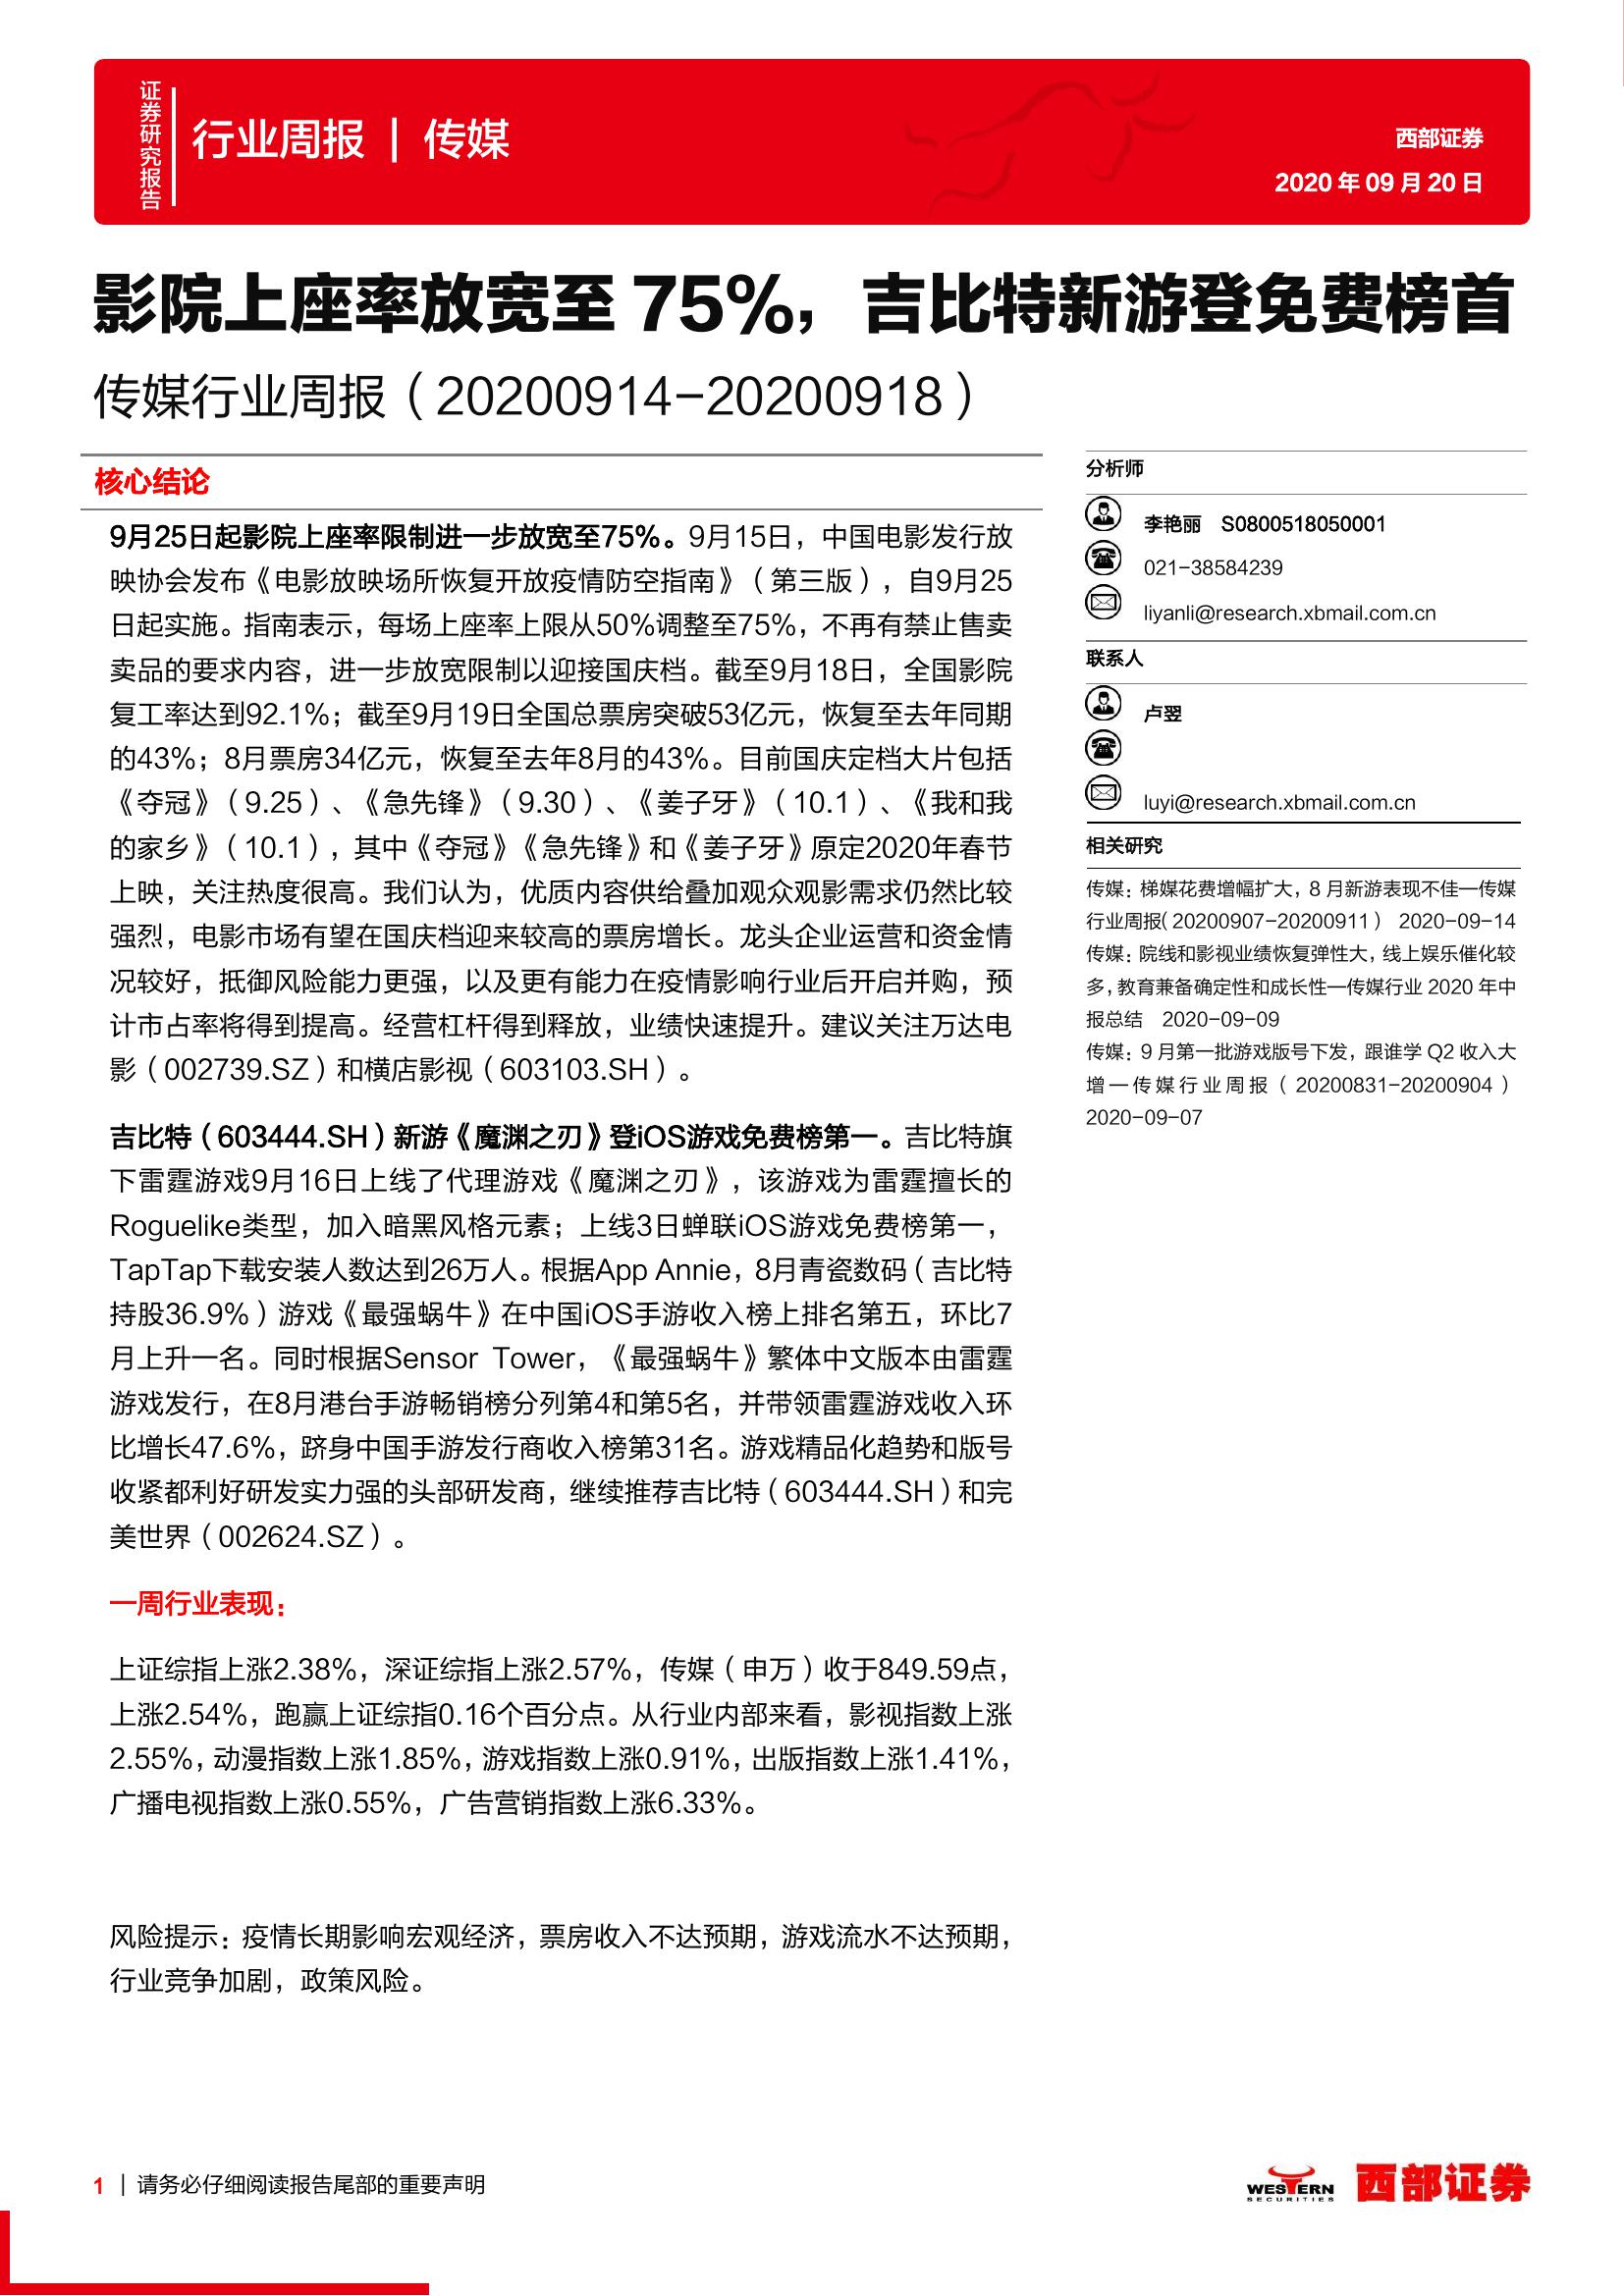 证券研究报告
行业周报 | 传媒
西部证券
2020 年 09 月 20 日
影院上座率放宽至 75%，吉比特新游登免费榜首
传媒行业周报（20200914-20200918）
核心结论
9月25日起影院上座率限制进一步放宽至75%。9月15日，中国电影发行放
映协会发布《电影放映场所恢复开放疫情防空指南》（第三版），自9月25
日起实施。指南表示，每场上座率上限从50%调整至75%，不再有禁止售卖
卖品的要求内容，进一步放宽限制以迎接国庆档。截至9月18日，全国影院
复工率达到92.1%；截至9月19日全国总票房突破53亿元，恢复至去年同期
的43%；8月票房34亿元，恢复至去年8月的43%。目前国庆定档大片包括
《夺冠》（9.25）、《急先锋》（9.30）、《姜子牙》（10.1）、《我和我
的家乡》（10.1），其中《夺冠》《急先锋》和《姜子牙》原定2020年春节
上映，关注热度很高。我们认为，优质内容供给叠加观众观影需求仍然比较
强烈，电影市场有望在国庆档迎来较高的票房增长。龙头企业运营和资金情
况较好，抵御风险能力更强，以及更有能力在疫情影响行业后开启并购，预
计市占率将得到提高。经营杠杆得到释放，业绩快速提升。建议关注万达电
影（002739.SZ）和横店影视（603103.SH）。
吉比特（603444.SH）新游《魔渊之刃》登iOS游戏免费榜第一。吉比特旗
下雷霆游戏9月16日上线了代理游戏《魔渊之刃》，该游戏为雷霆擅长的
Roguelike类型，加入暗黑风格元素；上线3日蝉联iOS游戏免费榜第一，
TapTap下载安装人数达到26万人。根据App Annie，8月青瓷数码（吉比特
持股36.9%）游戏《最强蜗牛》在中国iOS手游收入榜上排名第五，环比7
月上升一名。同时根据Sensor Tower，《最强蜗牛》繁体中文版本由雷霆
游戏发行，在8月港台手游畅销榜分列第4和第5名，并带领雷霆游戏收入环
比增长47.6%，跻身中国手游发行商收入榜第31名。游戏精品化趋势和版号
收紧都利好研发实力强的头部研发商，继续推荐吉比特（603444.SH）和完
美世界（002624.SZ）。
一周行业表现：
上证综指上涨2.38%，深证综指上涨2.57%，传媒（申万）收于849.59点，
上涨2.54%，跑赢上证综指0.16个百分点。从行业内部来看，影视指数上涨
2.55%，动漫指数上涨1.85%，游戏指数上涨0.91%，出版指数上涨1.41%，
广播电视指数上涨0.55%，广告营销指数上涨6.33%。
风险提示：疫情长期影响宏观经济，票房收入不达预期，游戏流水不达预期，
行业竞争加剧，政策风险。
分析师
李艳丽 S0800518050001
021-38584239
liyanli@research.xbmail.com.cn
联系人
卢翌
luyi@research.xbmail.com.cn
相关研究
传媒：梯媒花费增幅扩大，8 月新游表现不佳—传媒
行业周报（20200907-20200911） 2020-09-14
传媒：院线和影视业绩恢复弹性大，线上娱乐催化较
多，教育兼备确定性和成长性—传媒行业 2020 年中
报总结 2020-09-09
传媒：9 月第一批游戏版号下发，跟谁学 Q2 收入大
增—传媒行业周报（20200831-20200904）
2020-09-07
1 | 请务必仔细阅读报告尾部的重要声明
WESTERN
SECURITIES
西部证券